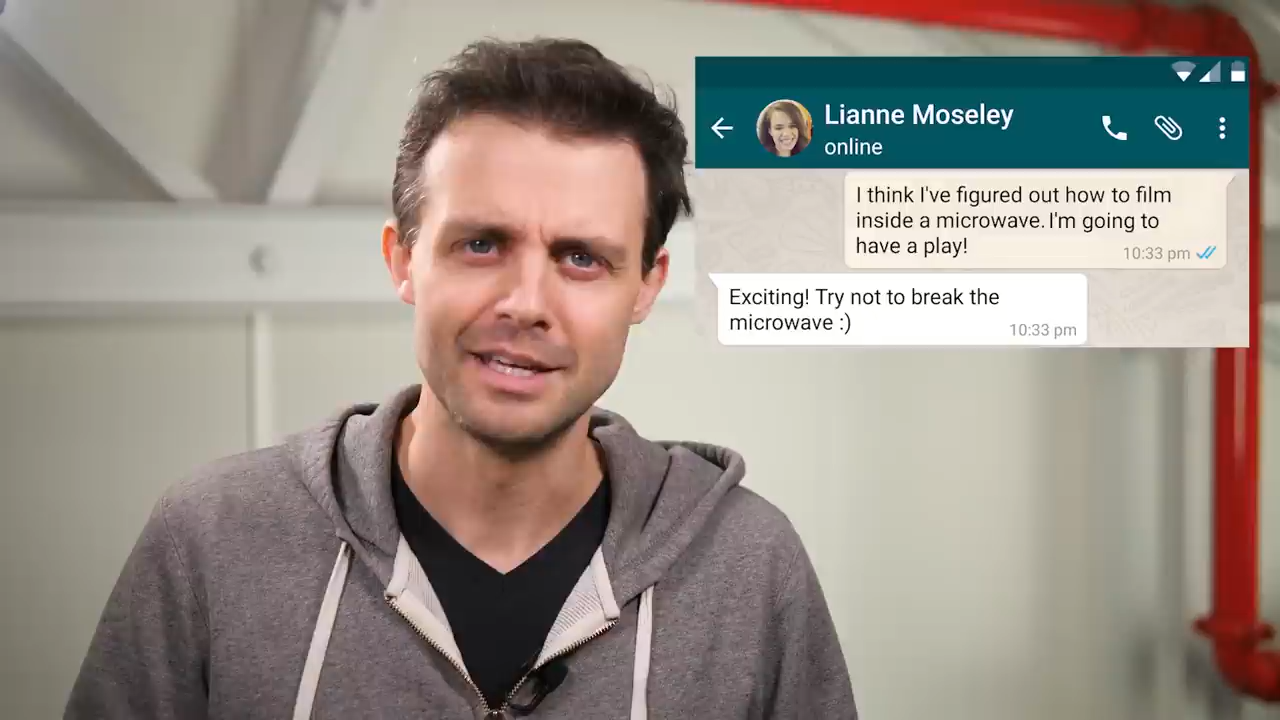 Lianne Moseley
online
I think I've figured out how to film
inside a microwave. I'm going to
have a play!
10:33 pm
Exciting! Try not to break the
microwave :)
10:33 pm